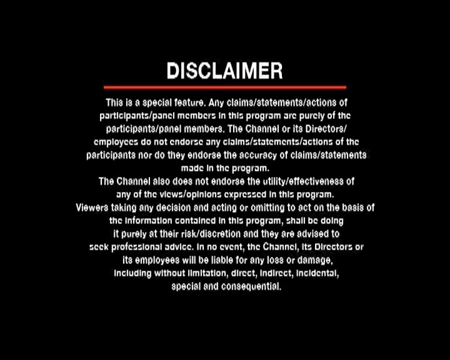 DISCLAIMER
This is a special feature. Any claims/statements/actions of
participants/panel members in this program are purely of the
participants/panel members. The Channel or its Directors/
employees do not endorse any claims/statements/actions of the
participants nor do they endorse the accuracy of claims/statements
made in the program.
The Channel also does not endorse the utility/effectiveness of
any of the views/opinions expressed in this program.
Viewers taking any decision and acting or omitting to act on the basis of
the information contained in this program, shall be doing
it purely at their risk/discretion and they are advised to
seek professional advice. In no event, the Channel, its Directors or
its employees will be liable for any loss or damage,
including without limitation, direct, indirect, incidental,
special and consequential.